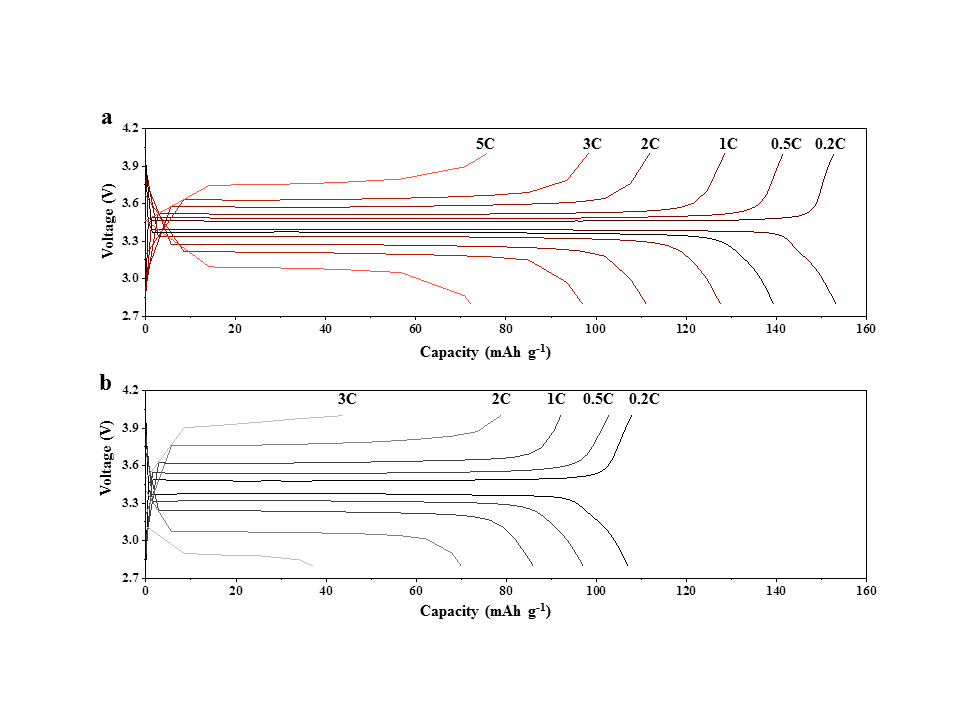 a
4.2
3.9
3.6
3.3
3.0
2.7
Voltage (V)
5C 3C 2C 1C 0.5C 0.2C
0 20 40 60 80 100 120 140 160
Capacity (mAh g-1)
b
4.2
3.9
3.6
3.3
3.0
2.7
Voltage (V)
3C 2C 1C 0.5C 0.2C
0 20 40 60 80 100 120 140 160
Capacity (mAh g-1)